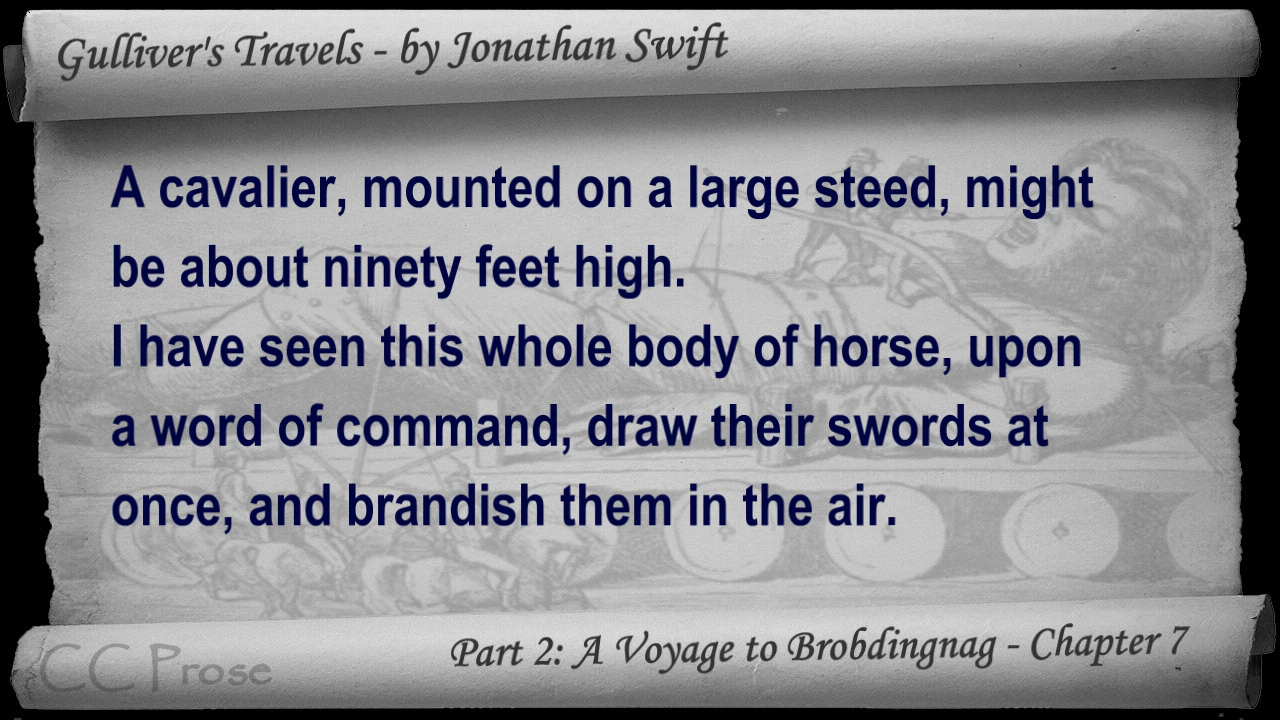 Gulliver's Travels - by Jonathan Swift
A cavalier, mounted on a large steed, might
be about ninety feet high.
I have seen this whole body of horse, upon
a word of command, draw their swords at
once, and brandish them in the air.
Part 2: A Voyage to Brobdingnag - Chapter 7
CC Prose